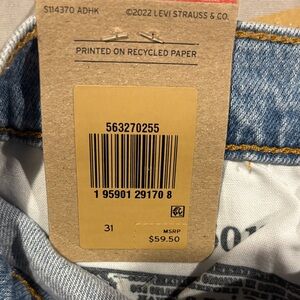 S114370 ADHK ©2022 LEVI STRAUSS & CO.
PRINTED ON RECYCLED PAPER
563270255
1 95901 29170 8
31
MSRP
$59.50